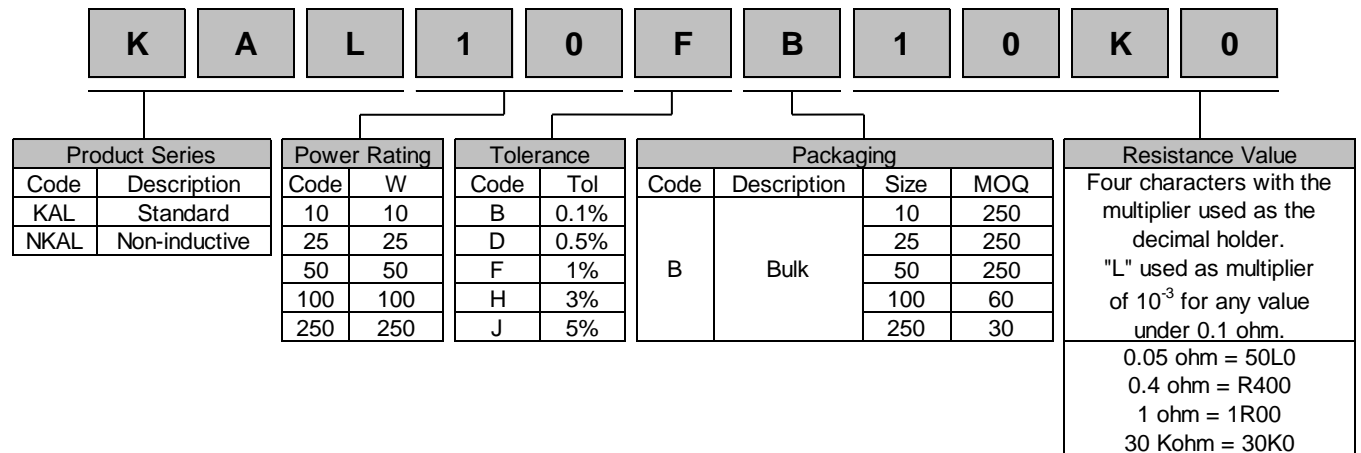 K A L 1 0 F B 1 0 K 0
Product Series
Code Description
KAL Standard
NKAL Non-inductive
Power Rating
Code W
10 10
25 25
50 50
100 100
250 250
Tolerance
Code Tol
B 0.1%
D 0.5%
F 1%
H 3%
J 5%
Packaging
Code Description Size MOQ
B Bulk
10 250
25 250
50 250
100 60
250 30
Resistance Value
Four characters with the
multiplier used as the
decimal holder.
"L" used as multiplier
of 10⁻³ for any value
under 0.1 ohm.
0.05 ohm = 50L0
0.4 ohm = R400
1 ohm = 1R00
30 Kohm = 30K0